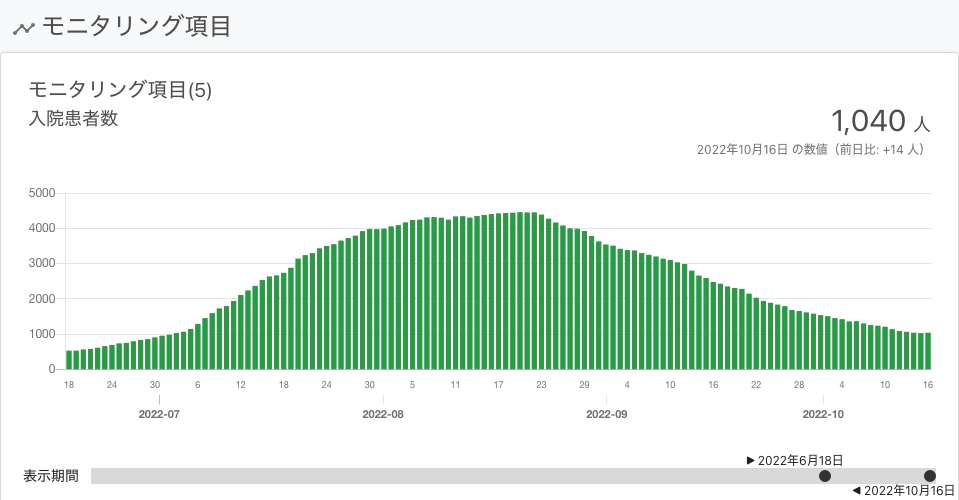 モニタリング項目
モニタリング項目(5)
入院患者数
1,040 人
2022年10月16日 の数値（前日比: +14 人）
5000
4000
3000
2000
1000
0
18 24 30 6 12 18 24 30 5 11 17 23 29 4 10 16 22 28 4 10 16
2022-07 2022-08 2022-09 2022-10
▶ 2022年6月18日
表示期間
◀ 2022年10月16日